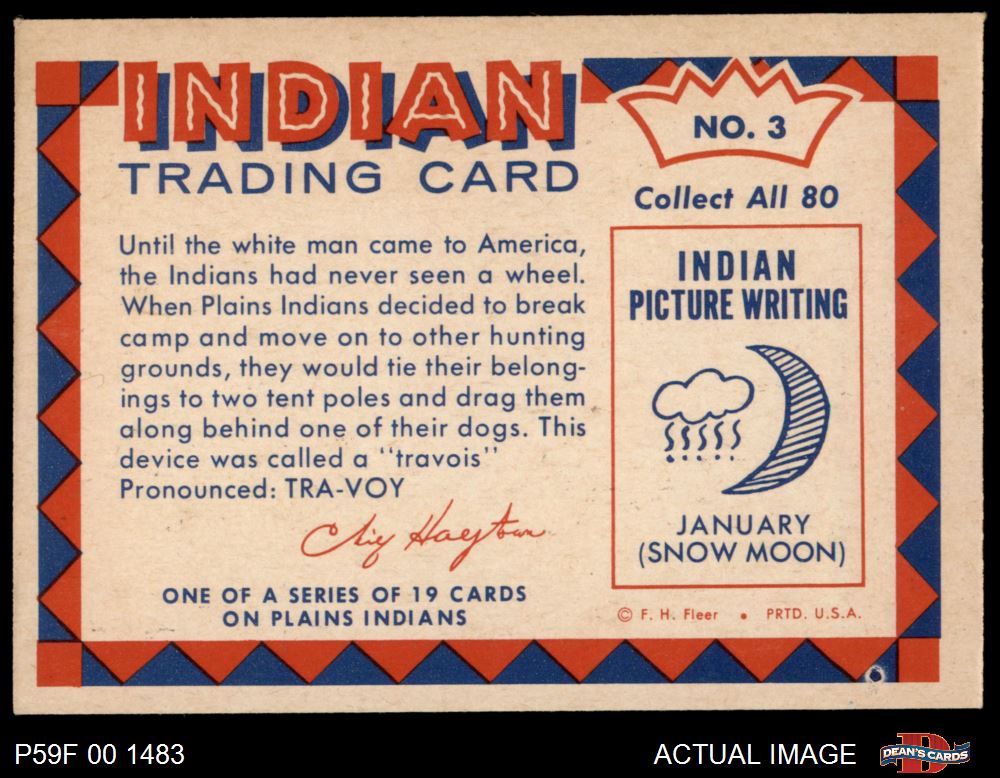 INDIAN
TRADING CARD
Until the white man came to America,
the Indians had never seen a wheel.
When Plains Indians decided to break
camp and move on to other hunting
grounds, they would tie their belong-
ings to two tent poles and drag them
along behind one of their dogs. This
device was called a "travois"
Pronounced: TRA-VOY
ONE OF A SERIES OF 19 CARDS
ON PLAINS INDIANS
NO. 3
Collect All 80
INDIAN
PICTURE WRITING
JANUARY
(SNOW MOON)
© F. H. Fleer • PRTD. U.S.A.
P59F 00 1483
ACTUAL IMAGE
DEAN'S CARDS